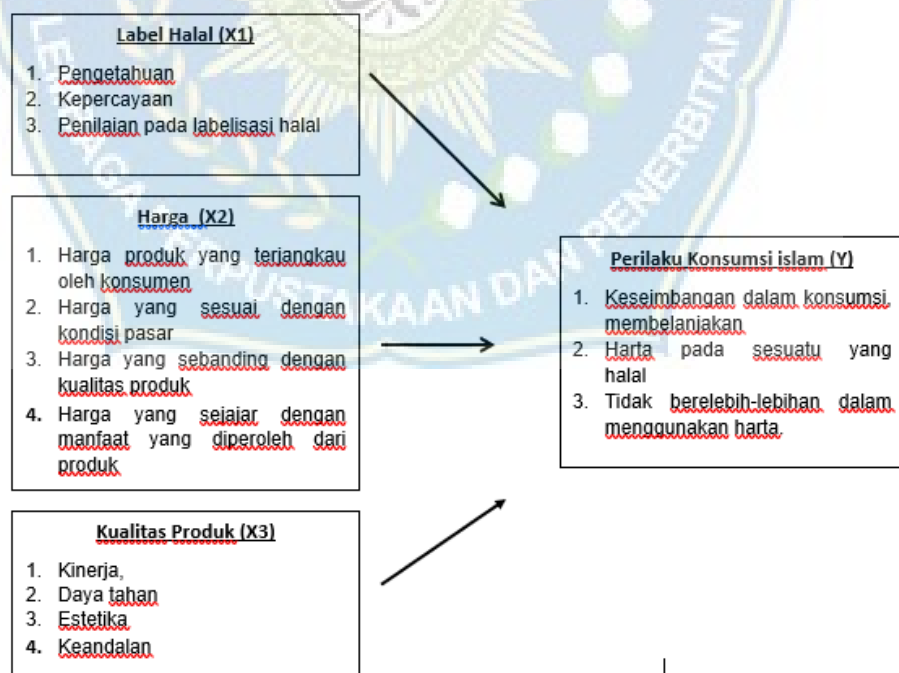 Label Halal (X1)
1. Pengetahuan
2. Kepercayaan
3. Penilaian pada labelisasi halal
Harga (X2)
1. Harga produk yang terjangkau
oleh konsumen
2. Harga yang sesuai dengan
kondisi pasar
3. Harga yang sebanding dengan
kualitas produk
4. Harga yang sejajar dengan
manfaat yang diperoleh dari
produk
Kualitas Produk (X3)
1. Kinerja,
2. Daya tahan
3. Estetika
4. Keandalan
Perilaku Konsumsi islam (Y)
1. Keseimbangan dalam konsumsi,
membelanjakan
2. Harta pada sesuatu yang
halal
3. Tidak berelebih-lebihan dalam
menggunakan harta.
DAN PENERBITAN